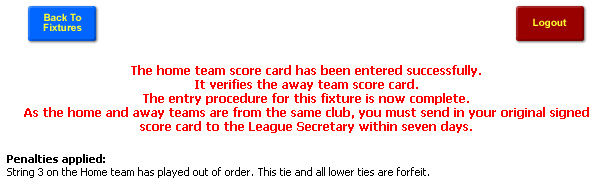 Back To
Fixtures
Logout
The home team score card has been entered successfully.
It verifies the away team score card.
The entry procedure for this fixture is now complete.
As the home and away teams are from the same club, you must send in your original signed
score card to the League Secretary within seven days.
Penalties applied:
String 3 on the Home team has played out of order. This tie and all lower ties are forfeit.